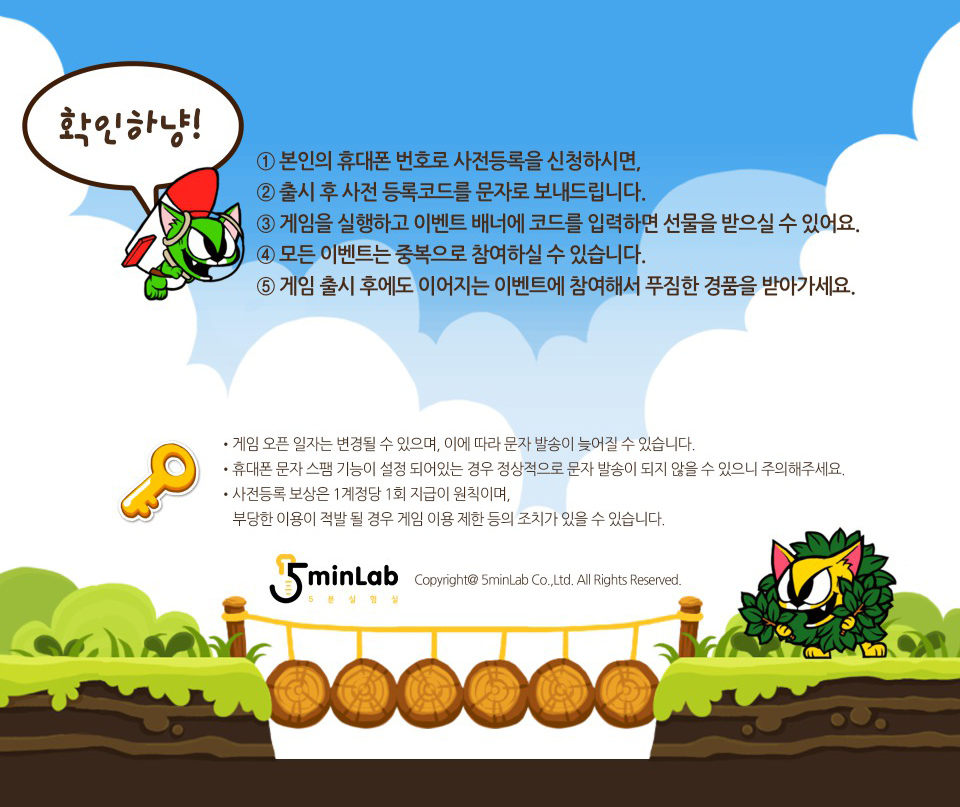 확인하냥!
① 본인의 휴대폰 번호로 사전등록을 신청하시면,
② 출시 후 사전 등록코드를 문자로 보내드립니다.
③ 게임을 실행하고 이벤트 배너에 코드를 입력하면 선물을 받으실 수 있어요.
④ 모든 이벤트는 중복으로 참여하실 수 있습니다.
⑤ 게임 출시 후에도 이어지는 이벤트에 참여해서 푸짐한 경품을 받아가세요.
• 게임 오픈 일자는 변경될 수 있으며, 이에 따라 문자 발송이 늦어질 수 있습니다.
• 휴대폰 문자 스팸 기능이 설정 되어있는 경우 정상적으로 문자 발송이 되지 않을 수 있으니 주의해주세요.
• 사전등록 보상은 1계정당 1회 지급이 원칙이며,
부당한 이용이 적발 될 경우 게임 이용 제한 등의 조치가 있을 수 있습니다.
5minLab
5 분 실 험 실
Copyright@ 5minLab Co.,Ltd. All Rights Reserved.